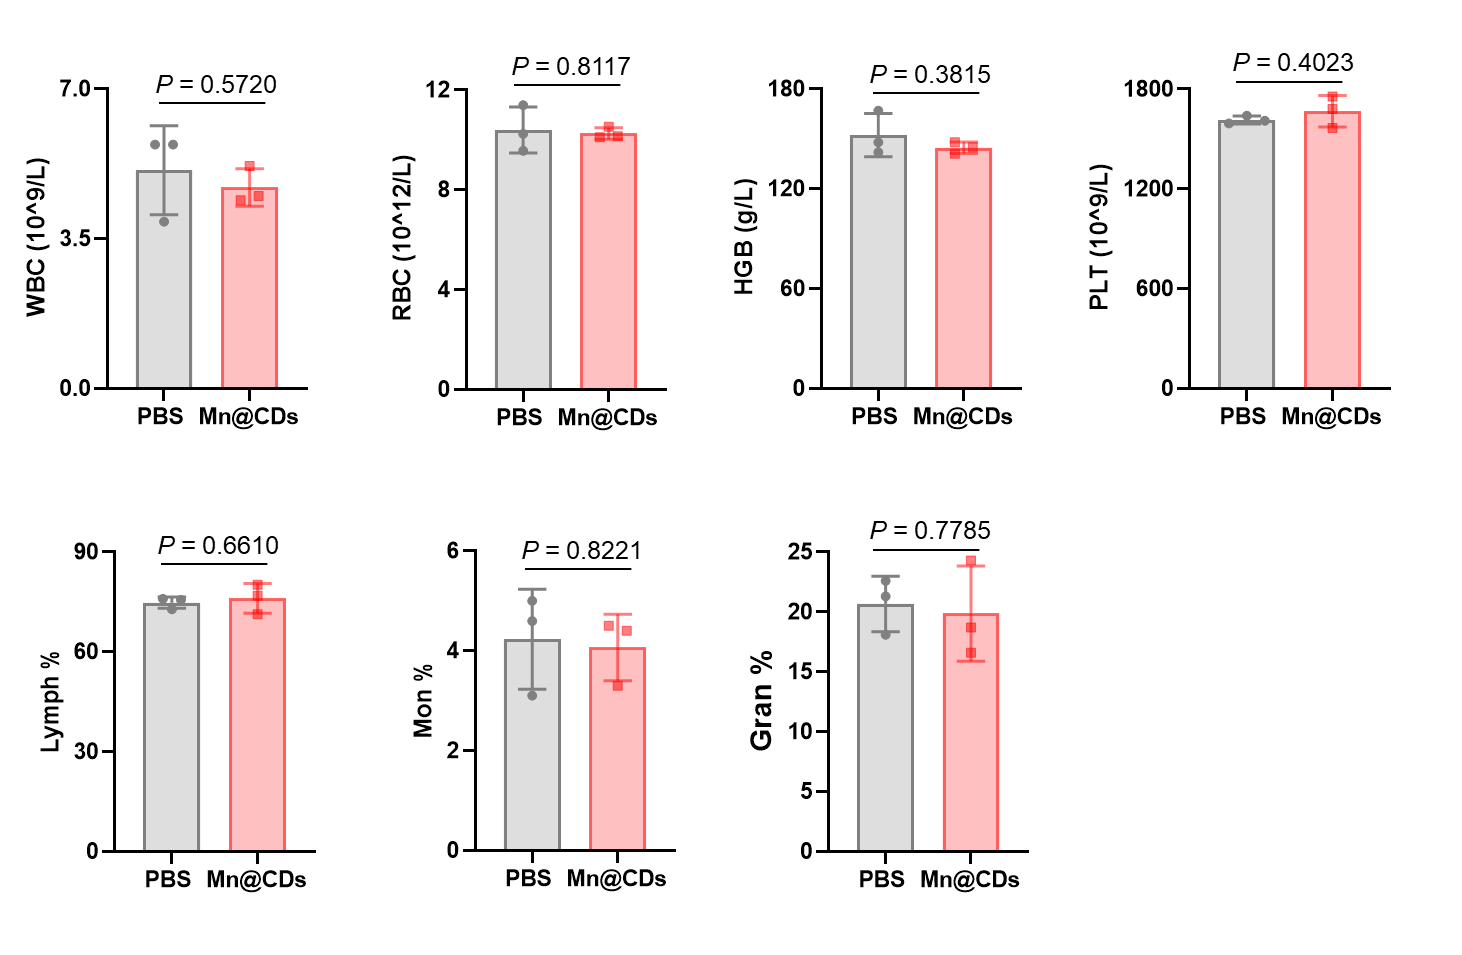 P = 0.5720
WBC (10^9/L)
7.0
3.5
0.0
PBS Mn@CDs
P = 0.8117
RBC (10^12/L)
12
8
4
0
PBS Mn@CDs
P = 0.3815
HGB (g/L)
180
120
60
0
PBS Mn@CDs
P = 0.4023
PLT (10^9/L)
1800
1200
600
0
PBS Mn@CDs
P = 0.6610
Lymph %
90
60
30
0
PBS Mn@CDs
P = 0.8221
Mon %
6
4
2
0
PBS Mn@CDs
P = 0.7785
Gran %
25
20
15
10
5
0
PBS Mn@CDs